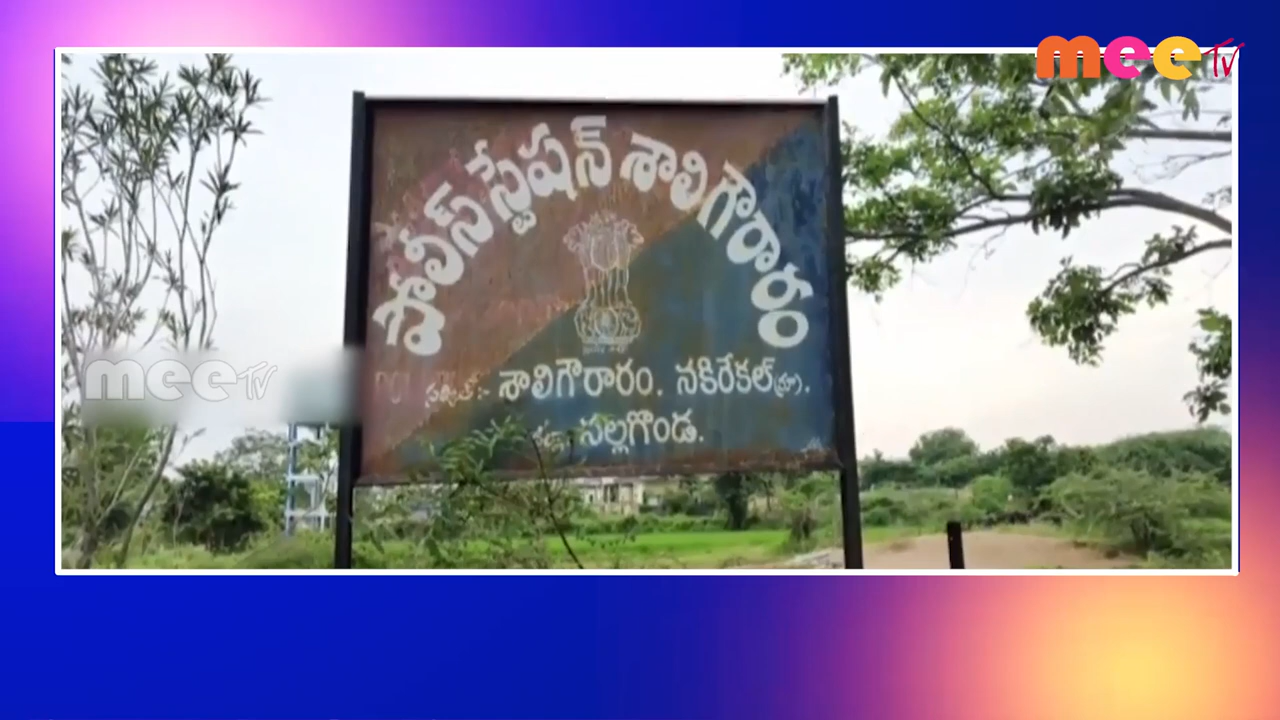 mee TV
పోలీస్ స్టేషన్ శాలిగౌరారం
శాలిగౌరారం. నకిరేకల్
నల్లగొండ.
mee TV